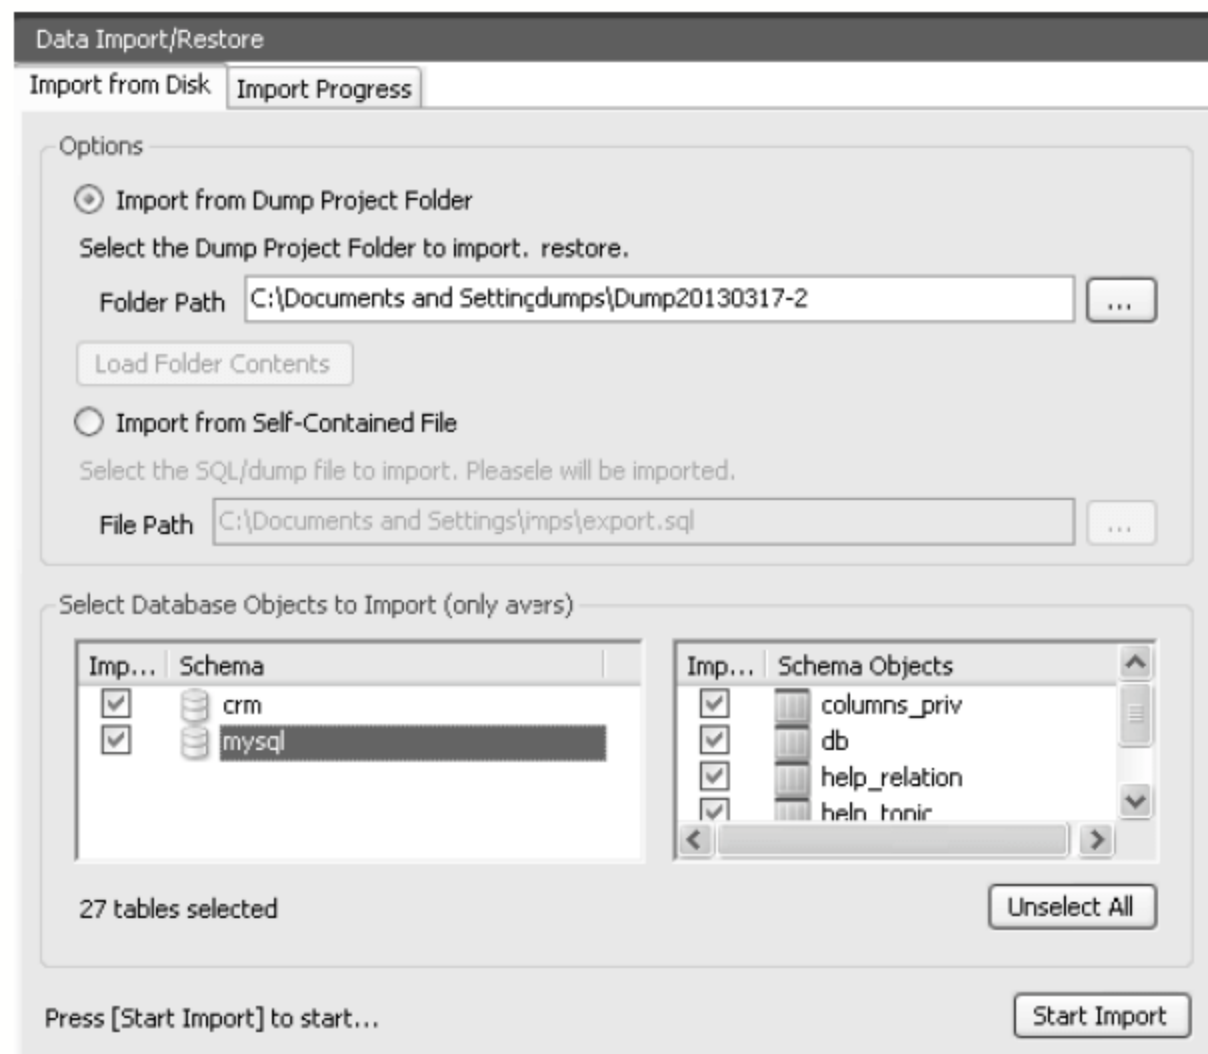 Data Import/Restore
Import from Disk Import Progress
Options
Import from Dump Project Folder
Select the Dump Project Folder to import. restore.
Folder Path C:\Documents and Settingdumps\Dump20130317-2 ...
Load Folder Contents
Import from Self-Contained File
Select the SQL/dump file to import. Pleasele will be imported.
File Path C:\Documents and Settings\imps\export.sql ...
Select Database Objects to Import (only avers)
Imp... Schema
crm
mysql
Imp... Schema Objects
columns_priv
db
help_relation
help_topic
27 tables selected
Unselect All
Press [Start Import] to start...
Start Import